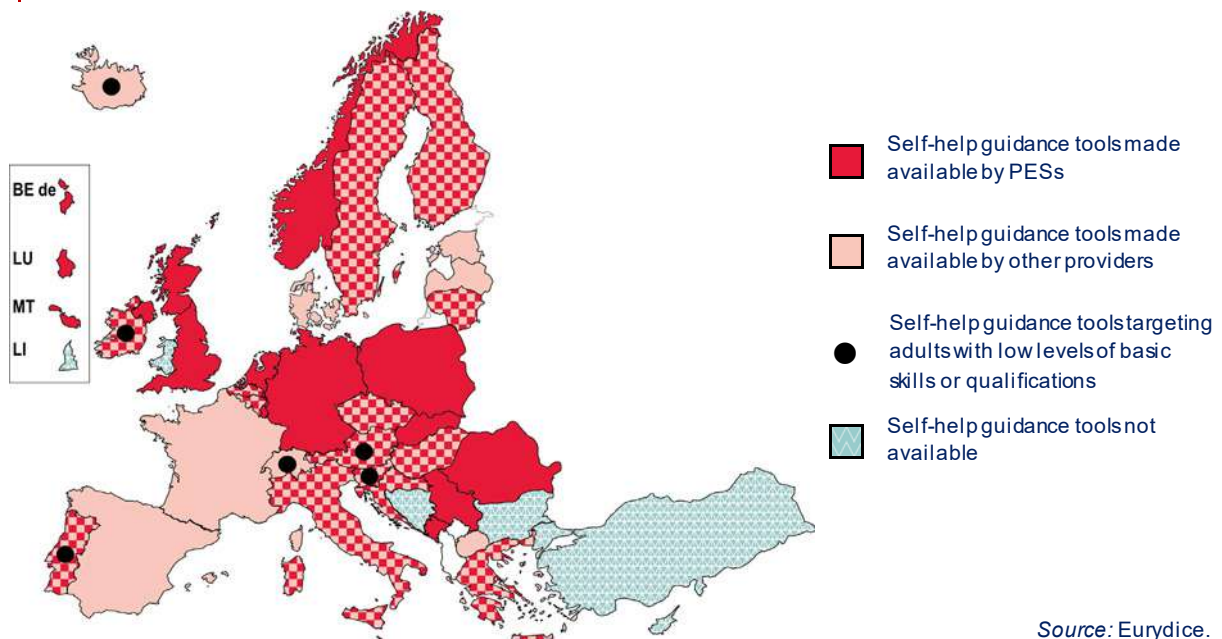 BE de
LU
MT
LI
Self-help guidance tools made
available by PESs
Self-help guidance tools made
available by other providers
Self-help guidance tools targeting
adults with low levels of basic
skills or qualifications
Self-help guidance tools not
available
Source: Eurydice.